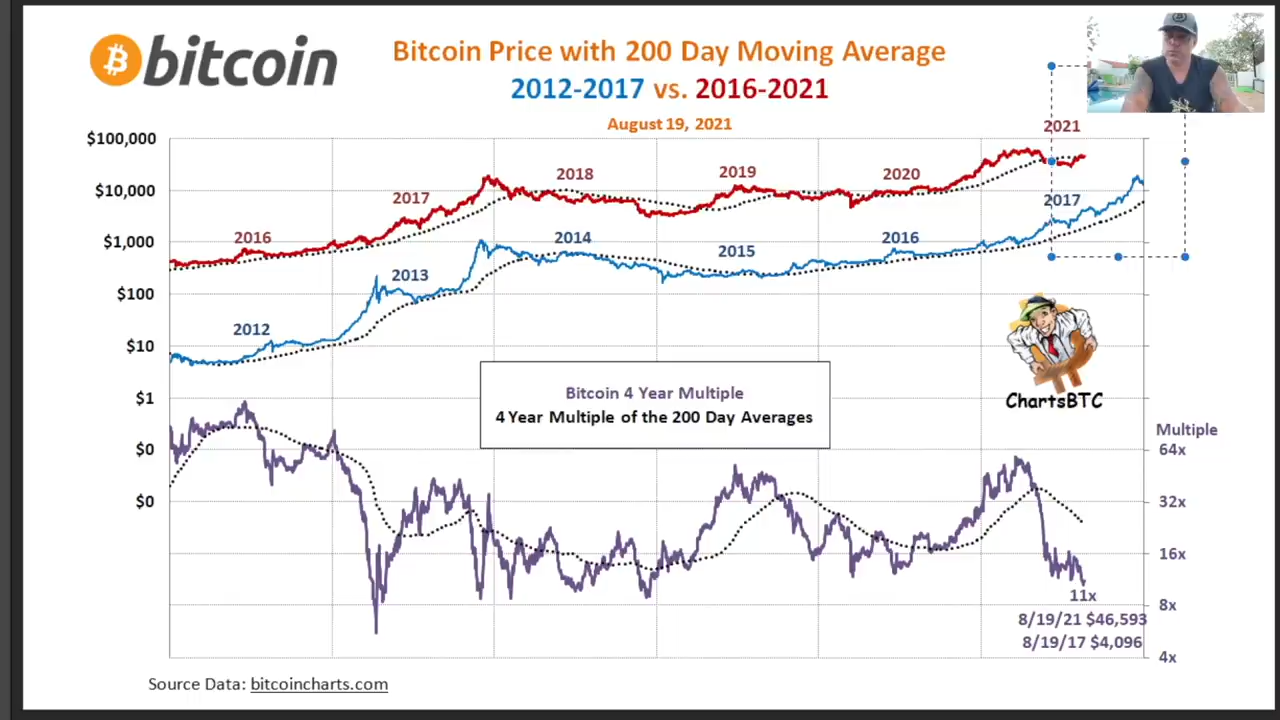 bitcoin
Bitcoin Price with 200 Day Moving Average
2012-2017 vs. 2016-2021
August 19, 2021
2021
$100,000
2018
2019
2020
$10,000
2017
2017
2016
2014
2016
$1,000
2015
2013
$100
2012
$10
Bitcoin 4 Year Multiple
4 Year Multiple of the 200 Day Averages
$1
ChartsBTC
Multiple
$0
64x
$0
32x
16x
11x
8x
8/19/21 $46,593
8/19/17 $4,096
4x
Source Data: bitcoincharts.com